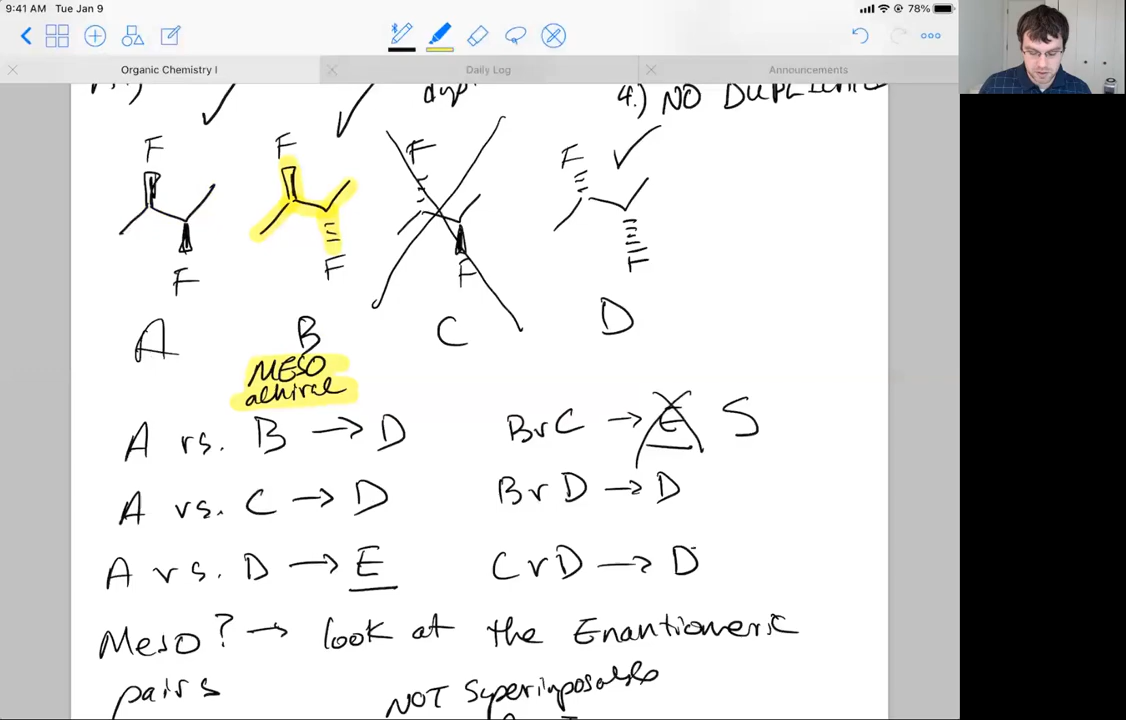 9:41 AM Tue Jan 9
78%
Organic Chemistry I
Daily Log
Announcements
4.) NO
F F F F
F F F F
A B C D
MESO
achiral
A vs. B → D BvC → E S
A vs. C → D BvD → D
A vs. D → E CvD → D
Meso? → look at the Enantiomeric
pairs NOT Superimposable